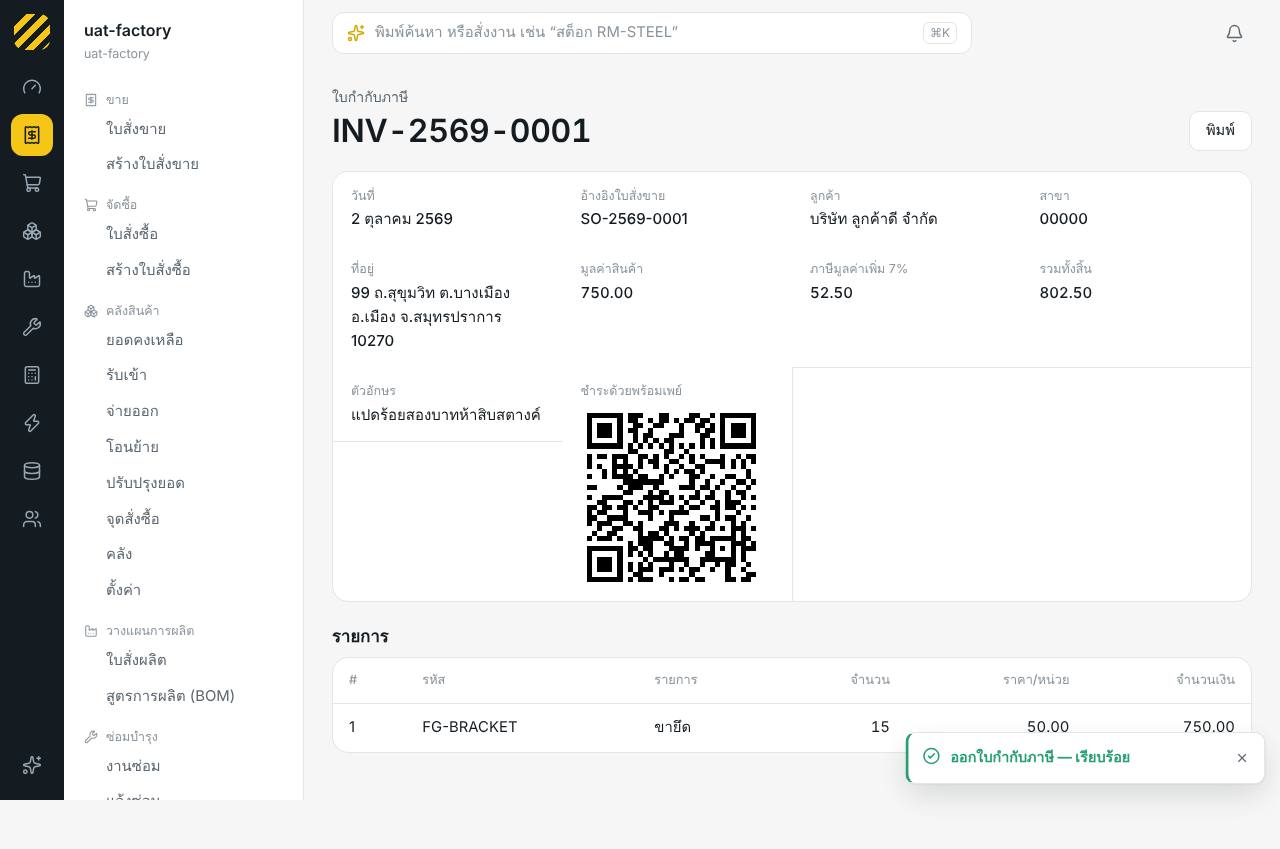 uat-factory
uat-factory
ขาย
ใบสั่งขาย
สร้างใบสั่งขาย
จัดซื้อ
ใบสั่งซื้อ
สร้างใบสั่งซื้อ
คลังสินค้า
ยอดคงเหลือ
รับเข้า
จ่ายออก
โอนย้าย
ปรับปรุงยอด
จุดสั่งซื้อ
คลัง
ตั้งค่า
วางแผนการผลิต
ใบสั่งผลิต
สูตรการผลิต (BOM)
ซ่อมบำรุง
งานซ่อม
พิมพ์ค้นหา หรือสั่งงาน เช่น “สต็อก RM-STEEL” ⌘K
ใบกำกับภาษี
INV-2569-0001
พิมพ์
วันที่ อ้างอิงใบสั่งขาย ลูกค้า สาขา
2 ตุลาคม 2569 SO-2569-0001 บริษัท ลูกค้าดี จำกัด 00000
ที่อยู่ มูลค่าสินค้า ภาษีมูลค่าเพิ่ม 7% รวมทั้งสิ้น
99 ถ.สุขุมวิท ต.บางเมือง 750.00 52.50 802.50
อ.เมือง จ.สมุทรปราการ
10270
ตัวอักษร ชำระด้วยพร้อมเพย์
แปดร้อยสองบาทห้าสิบสตางค์
รายการ
# รหัส รายการ จำนวน ราคา/หน่วย จำนวนเงิน
1 FG-BRACKET ขายึด 15 50.00 750.00
ออกใบกำกับภาษี — เรียบร้อย